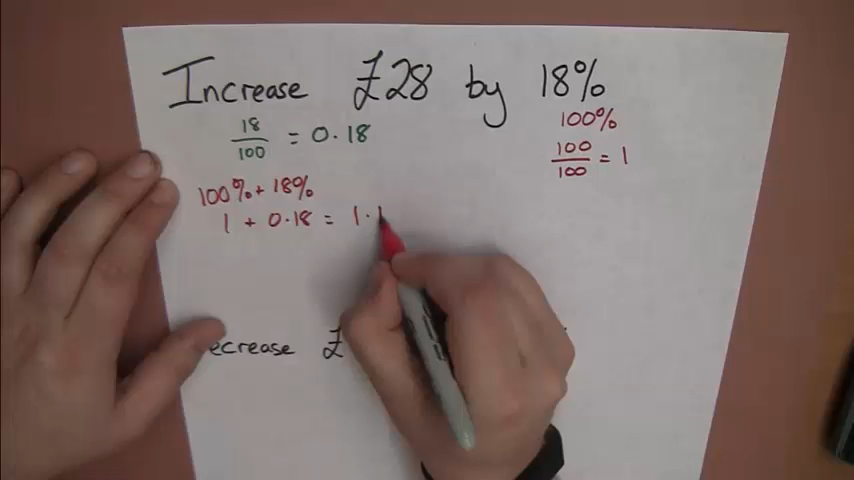 Increase £28 by 18%
18/100 = 0.18
100%
100/100 = 1
100% + 18%
1 + 0.18 = 1.1
ecrease £